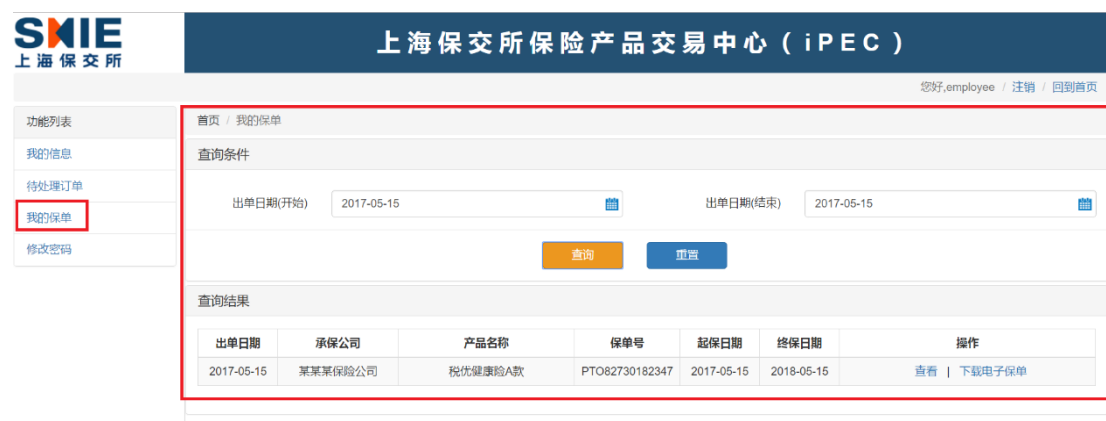 SMIE
上海保交所
上海保交所保险产品交易中心（iPEC）
您好,employee / 注销 / 回到首页
功能列表
我的信息
待处理订单
我的保单
修改密码
首页 / 我的保单
查询条件
出单日期(开始) 2017-05-15 出单日期(结束) 2017-05-15
查询 重置
查询结果
出单日期 承保公司 产品名称 保单号 起保日期 终保日期 操作
2017-05-15 某某某保险公司 税优健康险A款 PTO82730182347 2017-05-15 2018-05-15 查看 | 下载电子保单